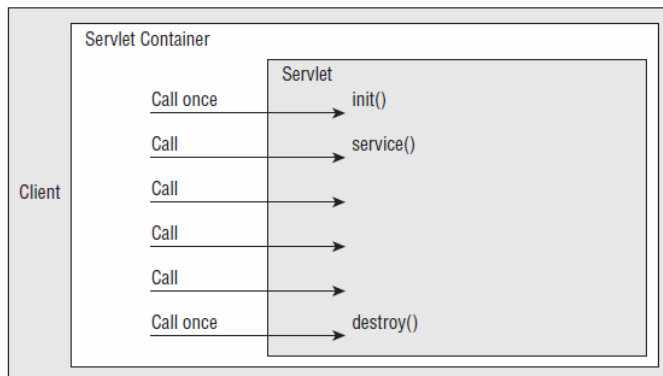 Servlet Container
Servlet
Call once
init()
Call
service()
Client
Call
Call
Call
Call once
destroy()